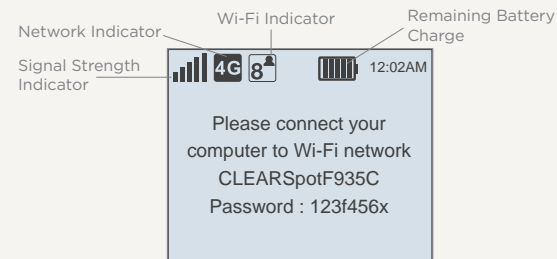 Network Indicator
Wi-Fi Indicator
Remaining Battery
Charge
Signal Strength
Indicator
4G
8
12:02AM
Please connect your
computer to Wi-Fi network
CLEARSpotF935C
Password : 123f456x